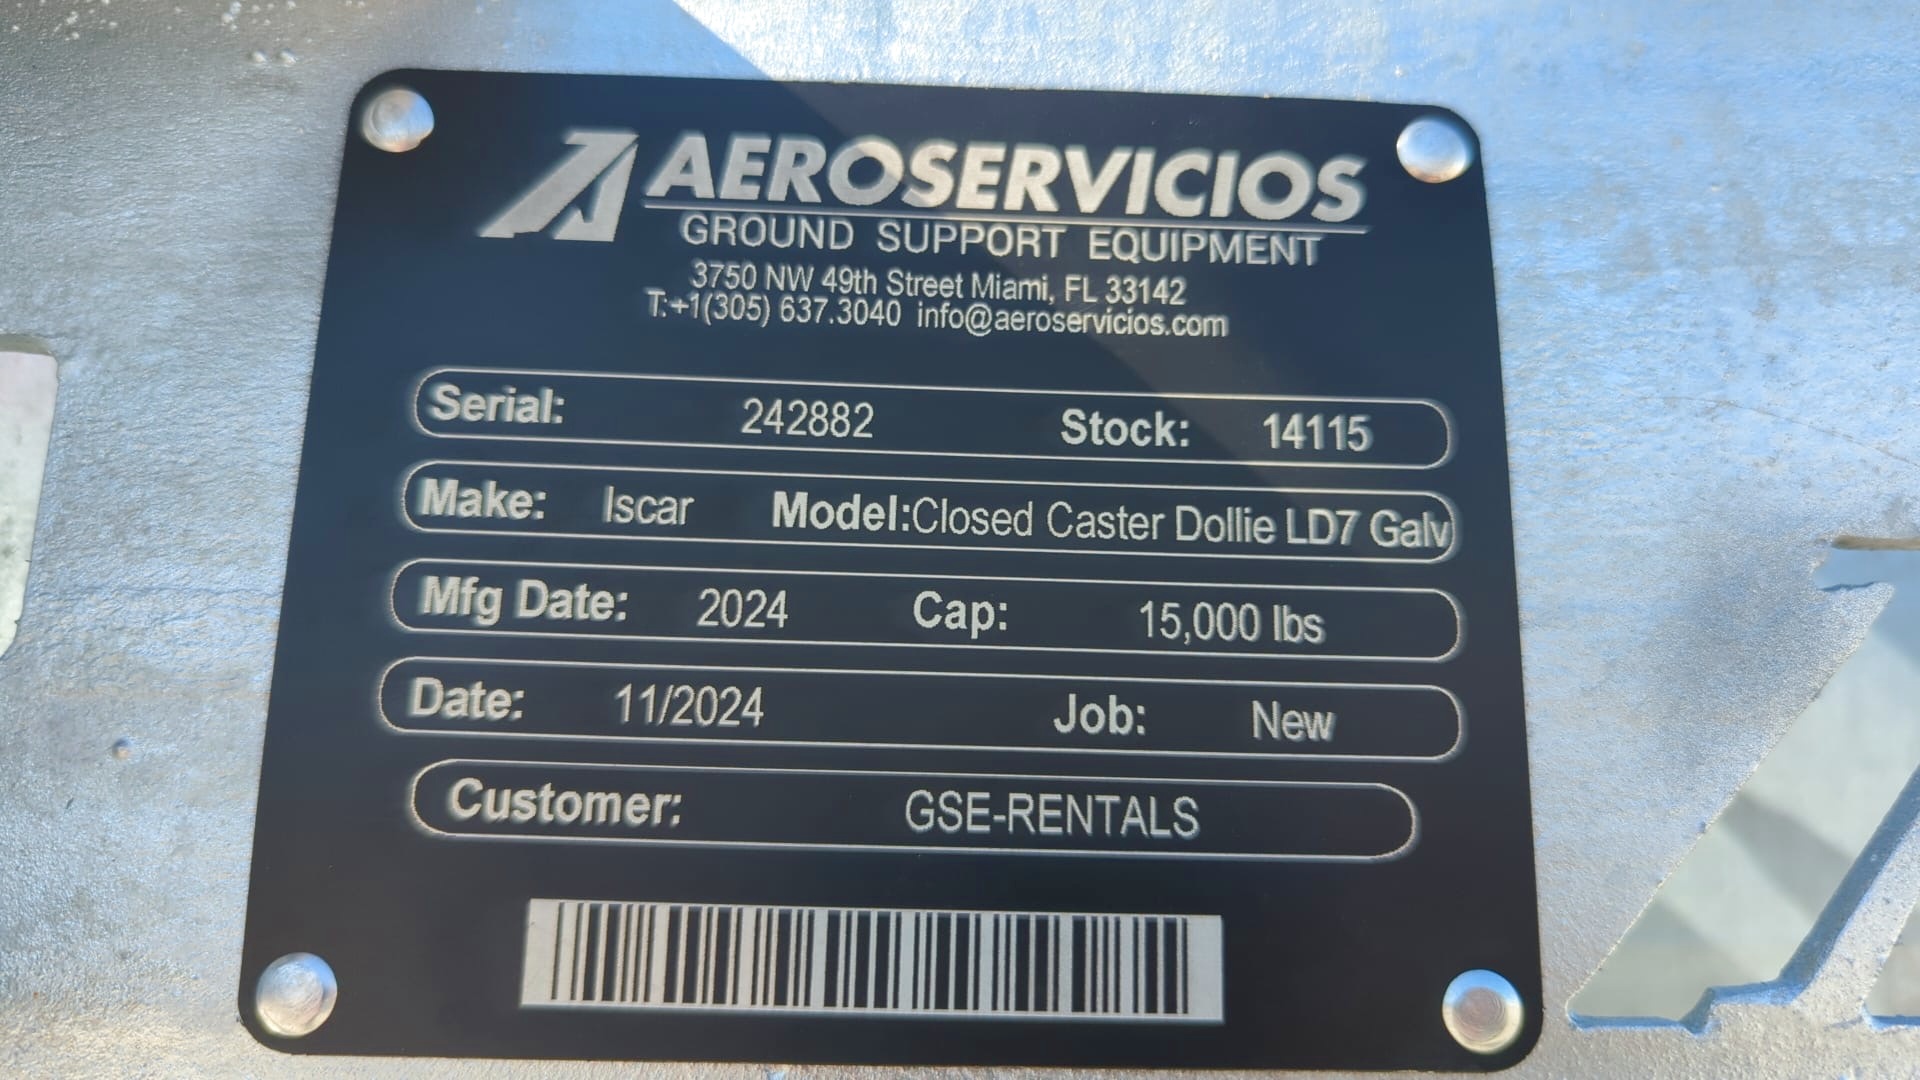 AEROSERVICIOS
GROUND SUPPORT EQUIPMENT
3750 NW 49th Street Miami, FL 33142
T:+1(305) 637.3040 info@aeroservicios.com
Serial: 242882 Stock: 14115
Make: Iscar Model:Closed Caster Dollie LD7 Galv
Mfg Date: 2024 Cap: 15,000 lbs
Date: 11/2024 Job: New
Customer: GSE-RENTALS